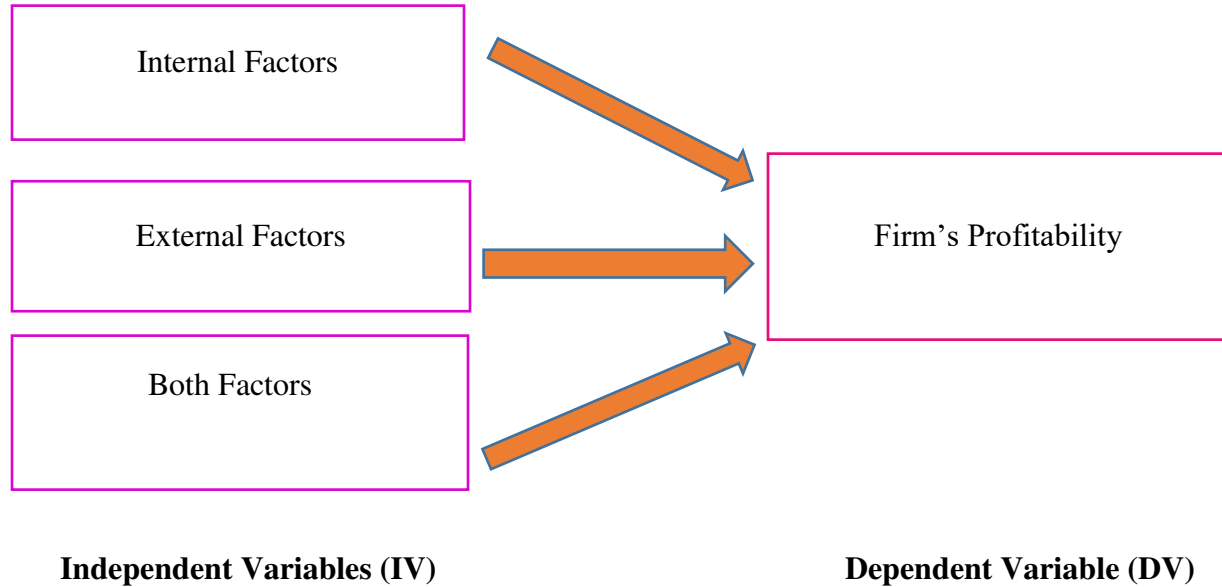 Internal Factors
External Factors
Both Factors
Firm’s Profitability
Independent Variables (IV)
Dependent Variable (DV)